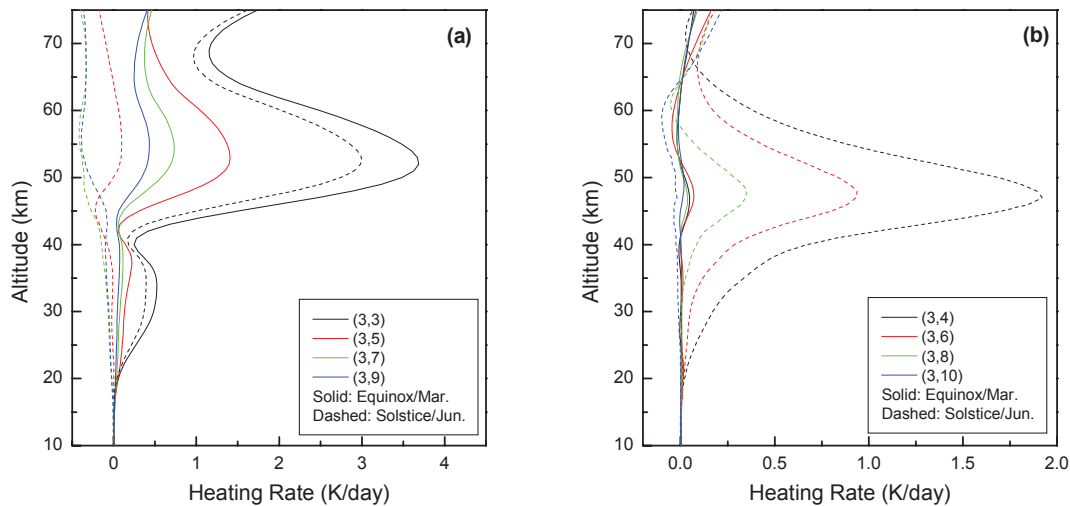 (a)
70
60
50
40
30
20
10
Altitude (km)
(3,3)
(3,5)
(3,7)
(3,9)
Solid: Equinox/Mar.
Dashed: Solstice/Jun.
0 1 2 3 4
Heating Rate (K/day)
(b)
70
60
50
40
30
20
10
Altitude (km)
(3,4)
(3,6)
(3,8)
(3,10)
Solid: Equinox/Mar.
Dashed: Solstice/Jun.
0.0 0.5 1.0 1.5 2.0
Heating Rate (K/day)